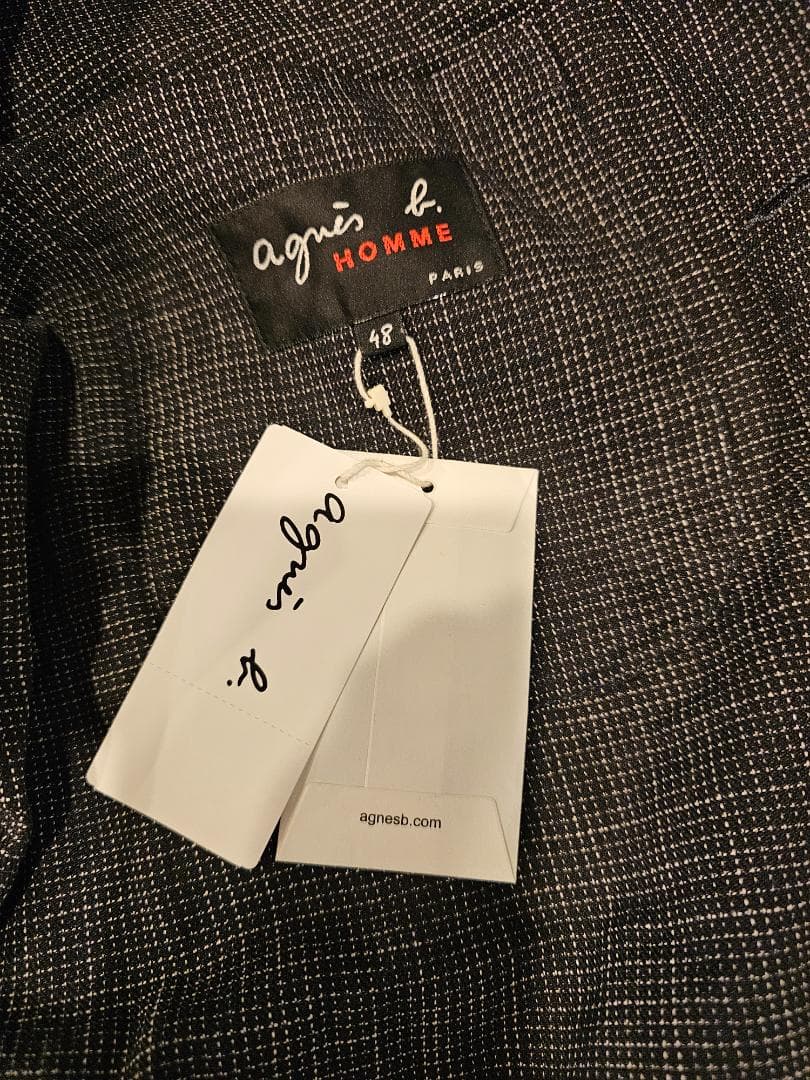 agnès b.
HOMME
PARIS
48
agnès b.
agnesb.com